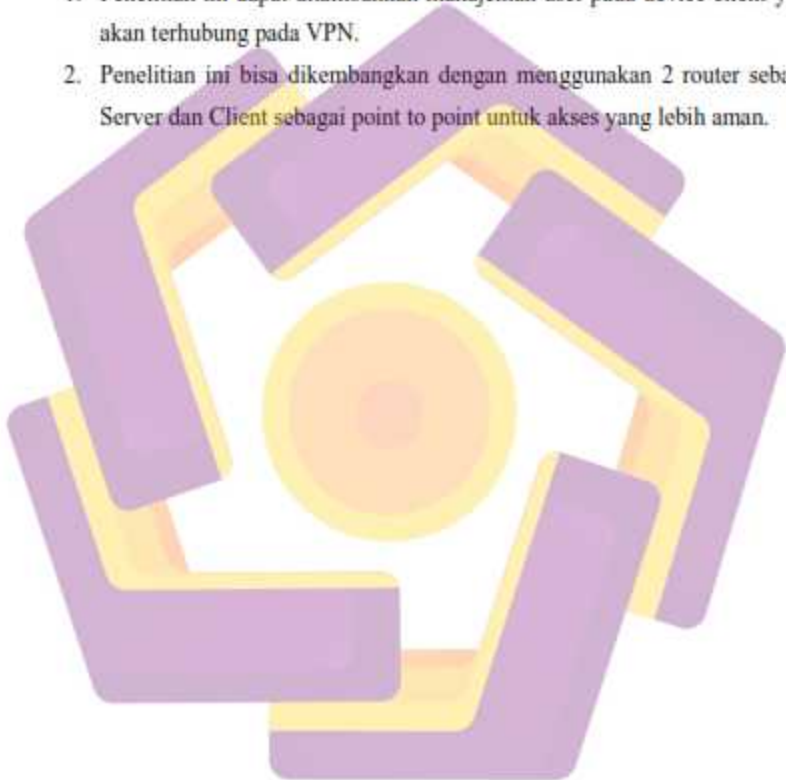 akan terhubung pada VPN.
2. Penelitian ini bisa dikembangkan dengan menggunakan 2 router seba
Server dan Client sebagai point to point untuk akses yang lebih aman.